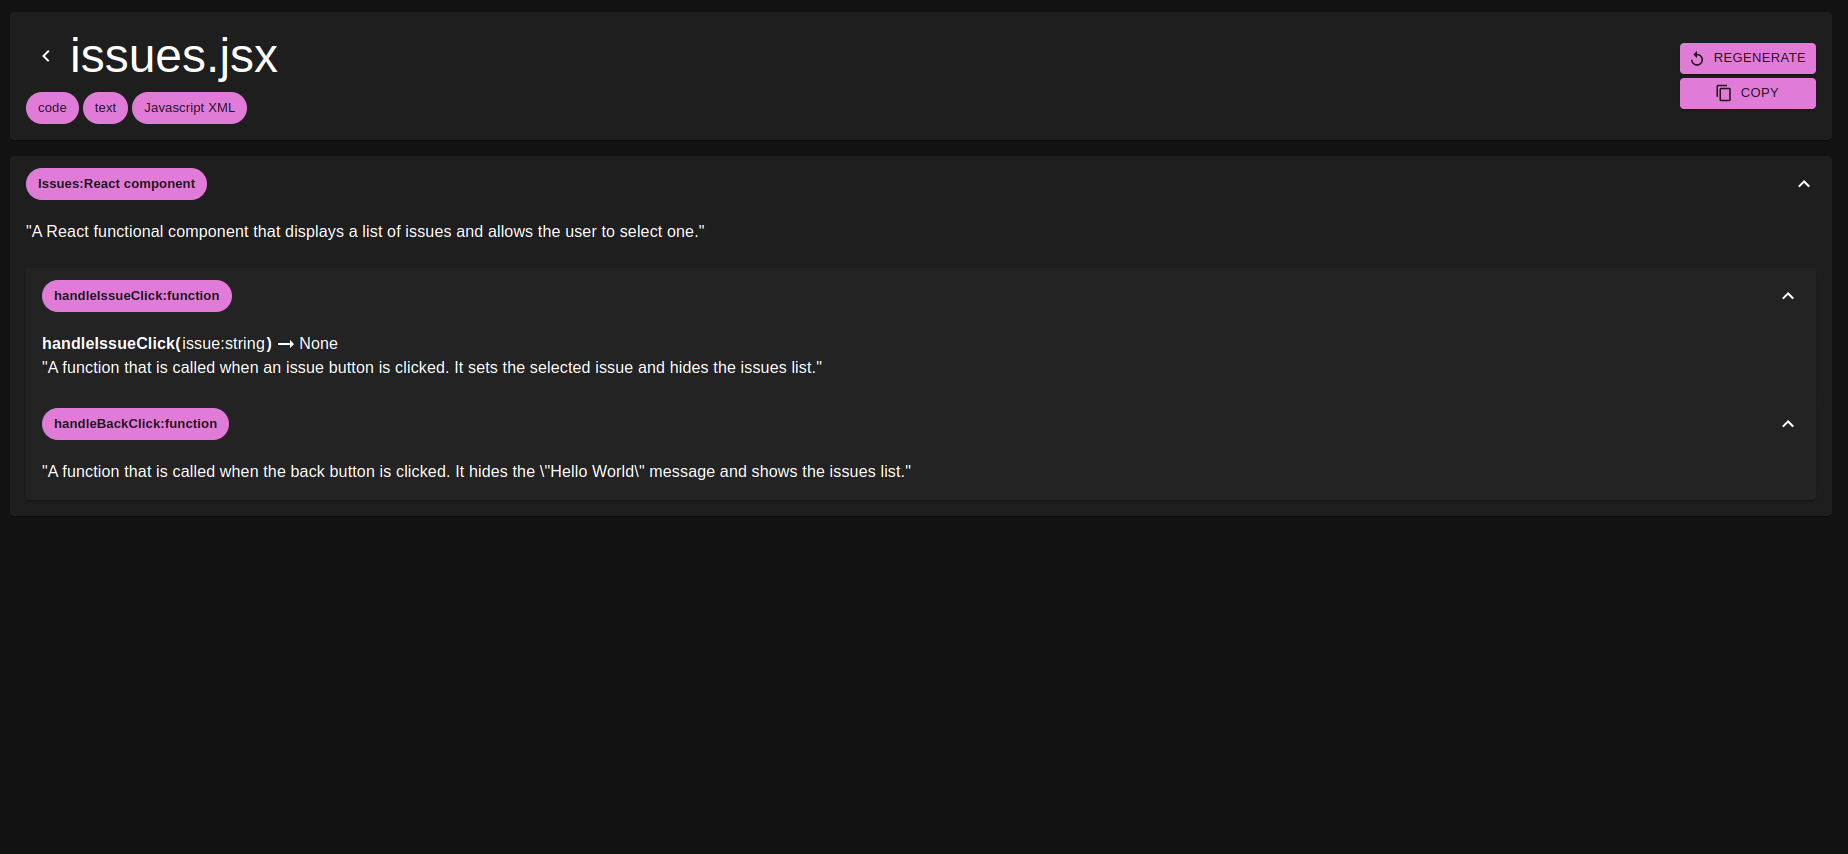 issues.jsx
code text Javascript XML
REGENERATE
COPY
Issues:React component
"A React functional component that displays a list of issues and allows the user to select one."
handleIssueClick:function
handleIssueClick(issue:string) → None
"A function that is called when an issue button is clicked. It sets the selected issue and hides the issues list."
handleBackClick:function
"A function that is called when the back button is clicked. It hides the \"Hello World\" message and shows the issues list."